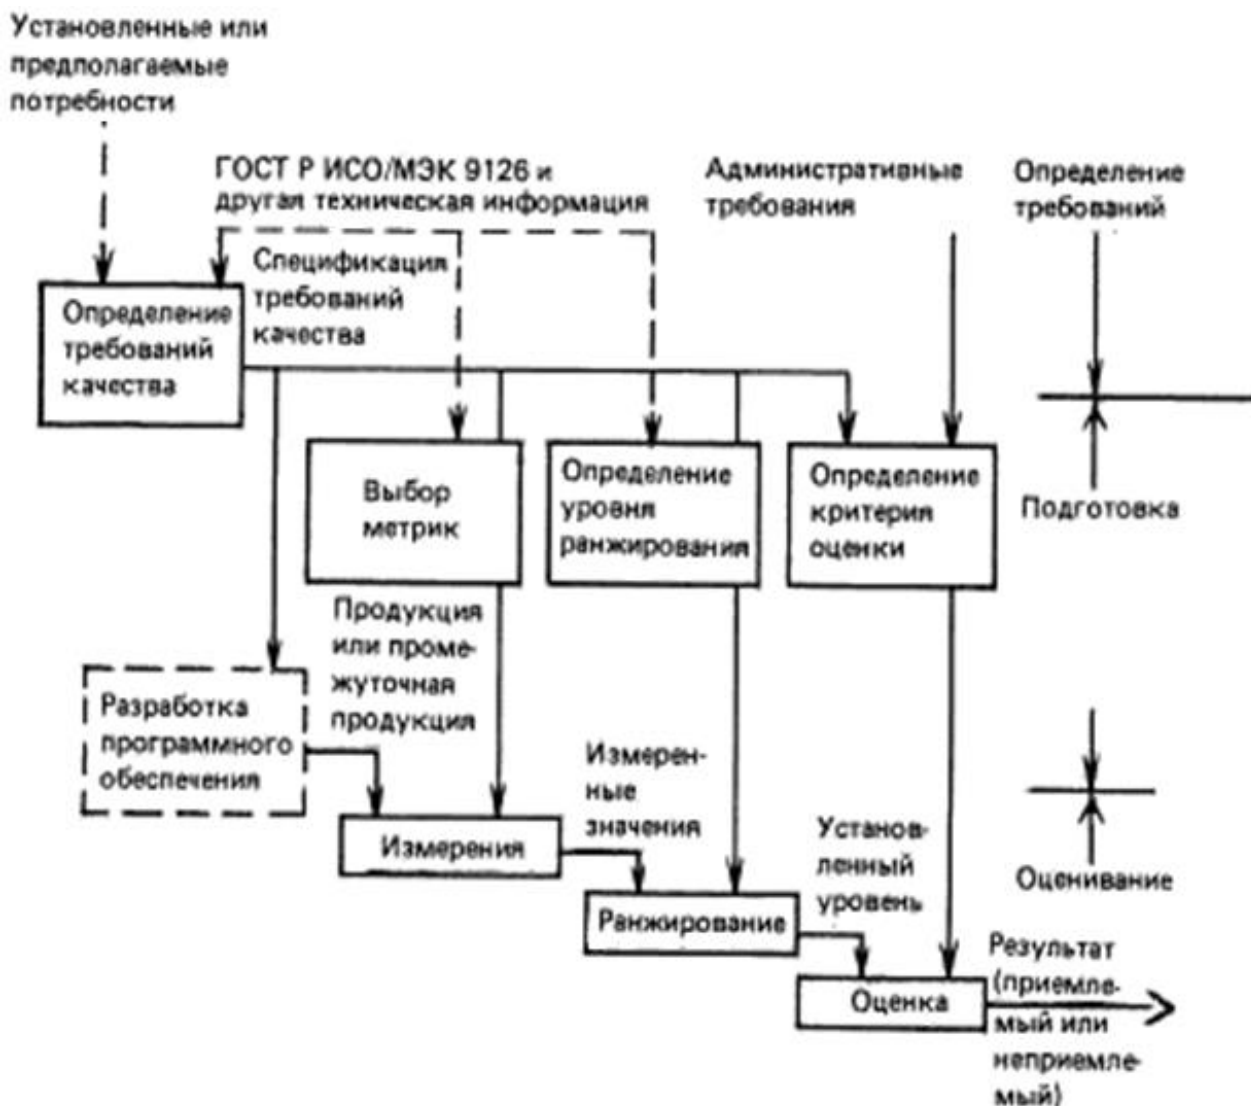 Установленные или
предполагаемые
потребности
ГОСТ Р ИСО/МЭК 9126 и
другая техническая информация
Административные
требования
Определение
требований
Спецификация
требований
качества
Определение
требований
качества
Выбор
метрик
Определение
уровня
ранжирования
Определение
критерия
оценки
Подготовка
Продукция
или проме-
жуточная
продукция
Разработка
программного
обеспечения
Измерен-
ные
значения
Измерения
Установ-
ленный
уровень
Оценивание
Ранжирование
Результат
(приемле-
мый или
неприемле-
мый)
Оценка